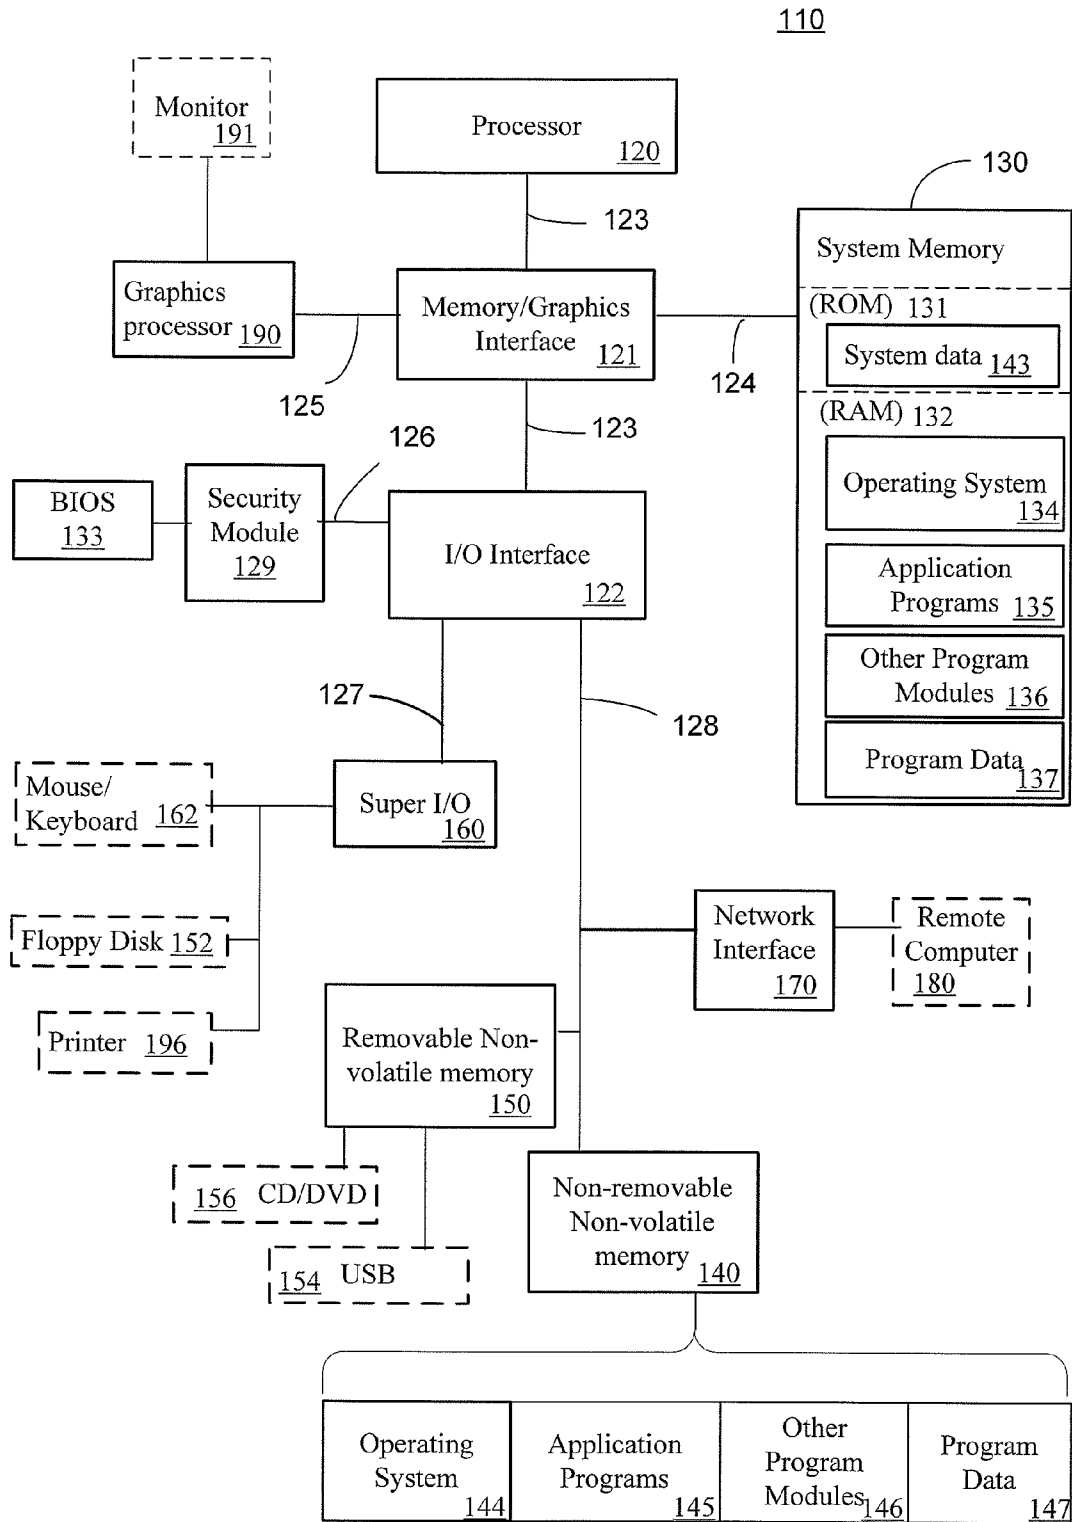 110
Monitor
191
Processor
120
130
123
System Memory
Graphics
processor 190
Memory/Graphics
Interface
121
(ROM) 131
System data 143
125
124
123
(RAM) 132
126
Operating System
134
BIOS
133
Security
Module
129
I/O Interface
122
Application
Programs 135
Other Program
Modules 136
127
128
Program Data
137
Mouse/
Keyboard 162
Super I/O
160
Network
Interface
170
Remote
Computer
180
Floppy Disk 152
Printer 196
Removable Non-
volatile memory
150
156 CD/DVD
154 USB
Non-removable
Non-volatile
memory
140
Operating
System
144
Application
Programs
145
Other
Program
Modules 146
Program
Data
147